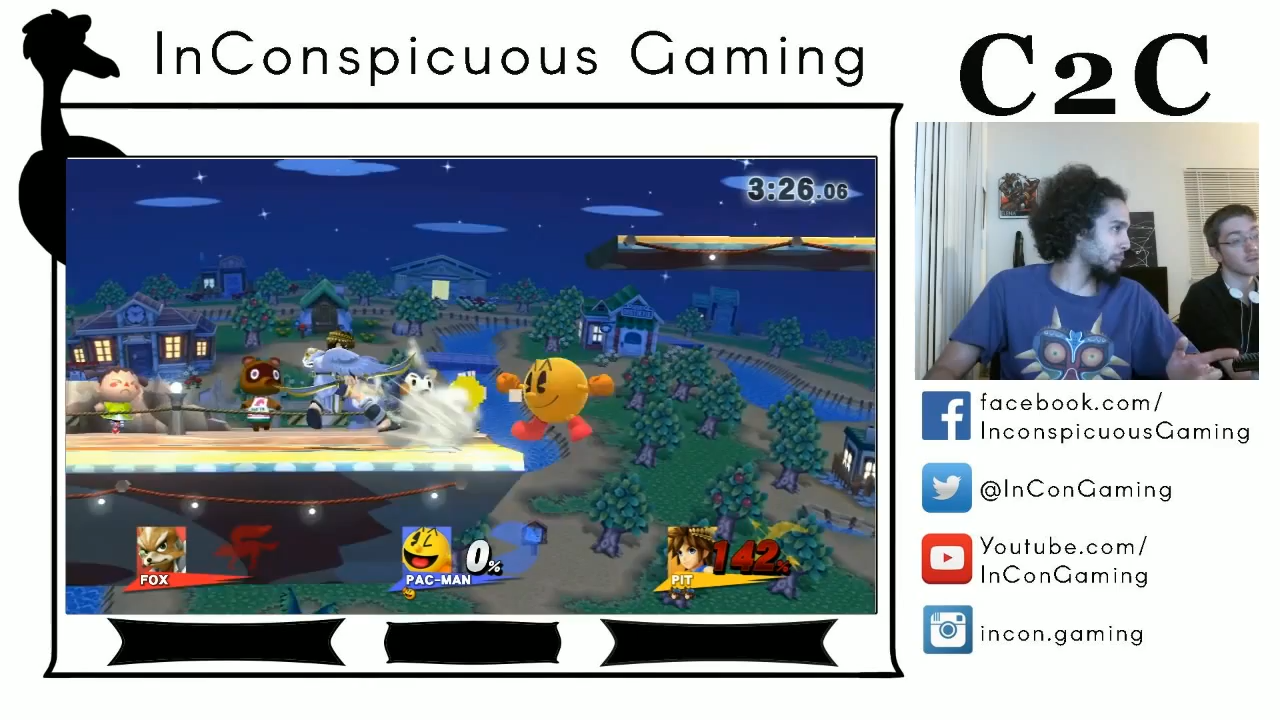 InConspicuous Gaming
C2C
3:26.06
facebook.com/
InconspicuousGaming
@InConGaming
Youtube.com/
InConGaming
incon.gaming
FOX
PAC-MAN
0%
PIT
142%